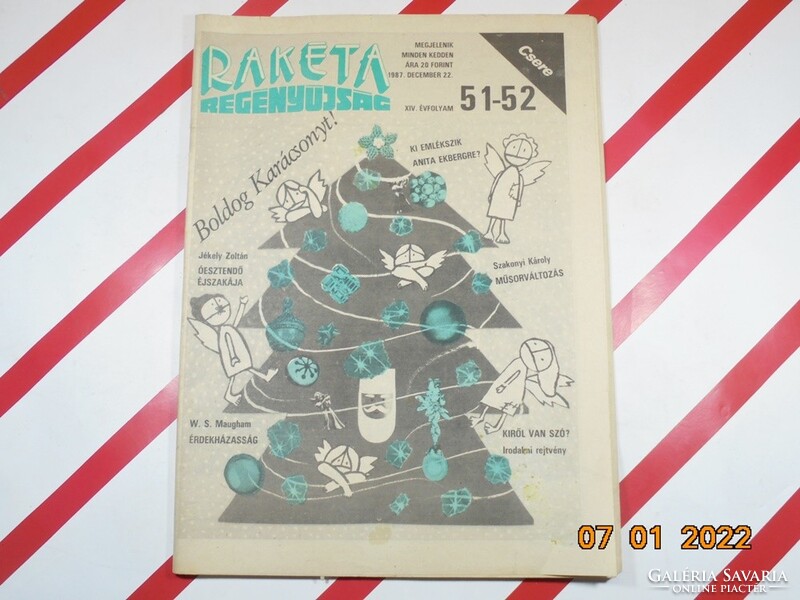 RAKÉTA
REGÉNYÚJSÁG
MEGJELENIK
MINDEN KEDDEN
ÁRA 20 FORINT
1987. DECEMBER 22.
XIV. ÉVFOLYAM 51-52
Csere
Boldog Karácsonyt!
KI EMLÉKSZIK
ANITA EKBERGRE?
Jékely Zoltán
ÓESZTENDŐ
ÉJSZAKÁJA
Szakonyi Károly
MŰSORVÁLTOZÁS
W. S. Maugham
ÉRDEKHÁZASSÁG
KIRŐL VAN SZÓ?
Irodalmi rejtvény
07 01 2022
GALÉRIA SAVARIA
ONLINE PIACTÉR